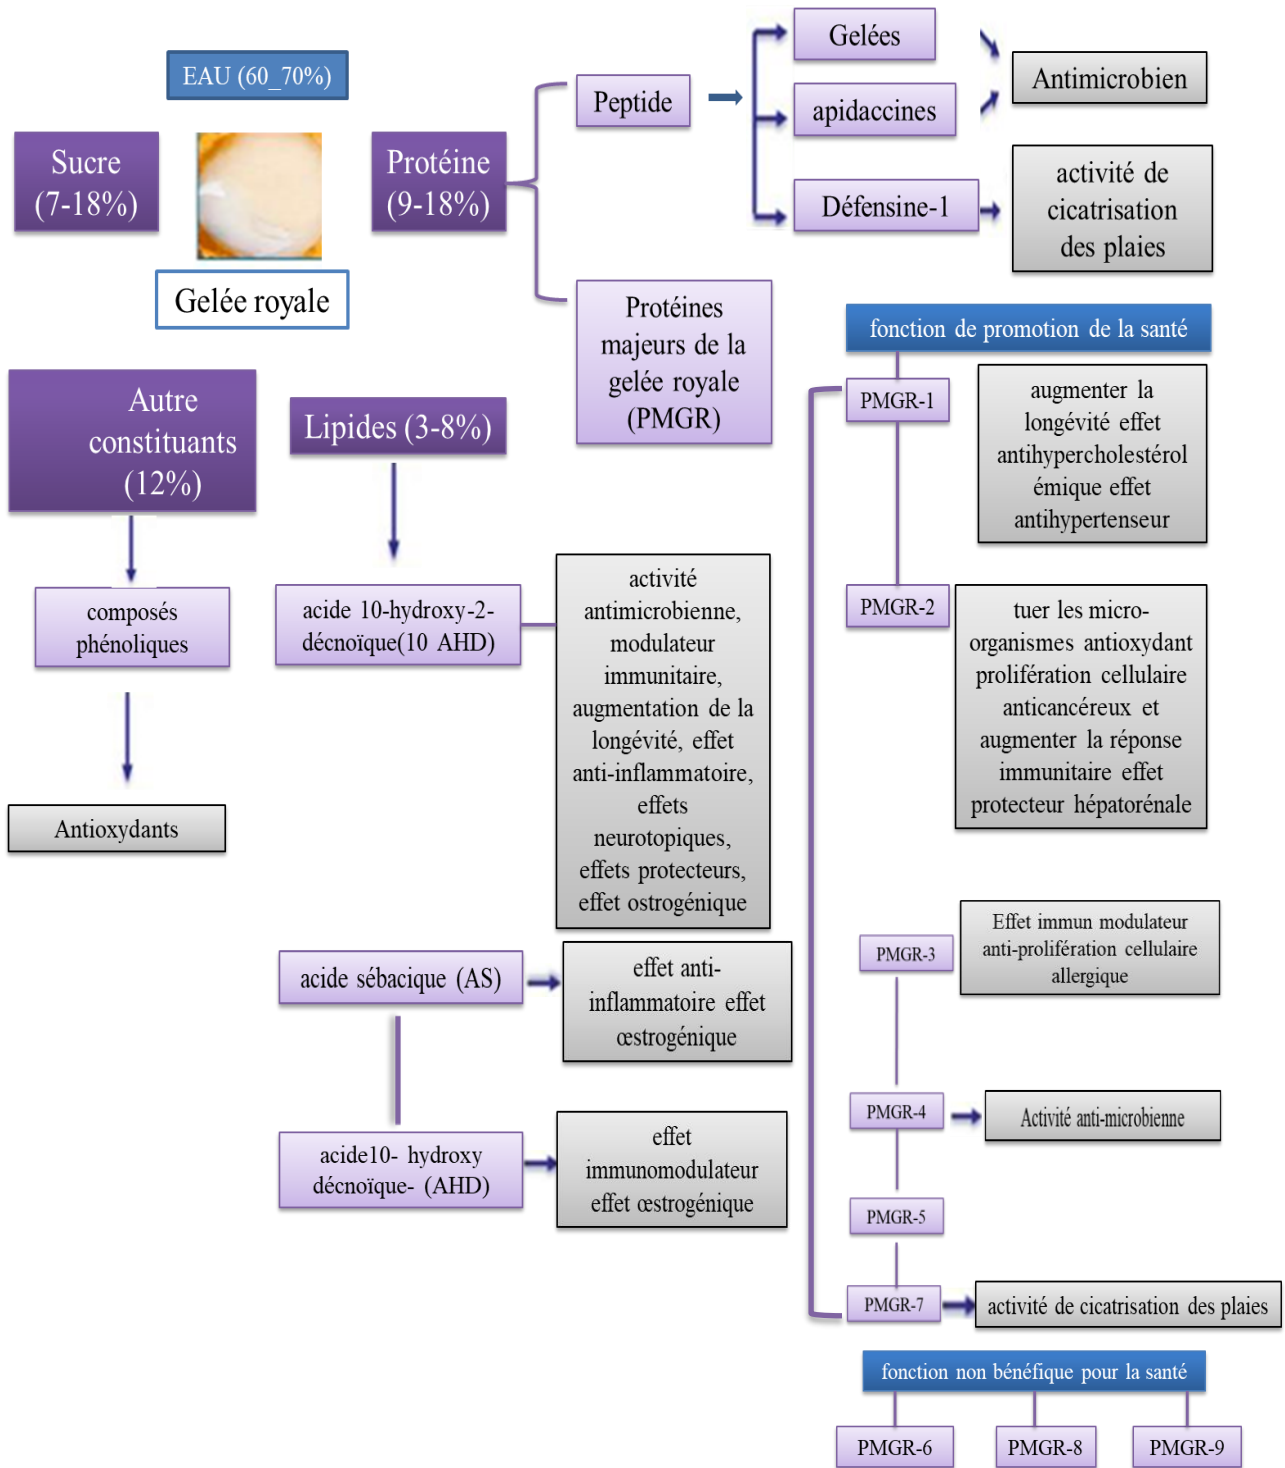 EAU (60_70%)
Sucre
(7-18%)
Gelée royale
Protéine
(9-18%)
Peptide
Gelées
apidaccines
Défensine-1
Antimicrobien
activité de
cicatrisation
des plaies
Protéines
majeurs de la
gelée royale
(PMGR)
fonction de promotion de la santé
PMGR-1
augmenter la
longévité effet
antihypercholestérol
émique effet
antihypertenseur
PMGR-2
tuer les micro-
organismes antioxydant
prolifération cellulaire
anticancéreux et
augmenter la réponse
immunitaire effet
protecteur hépatorénale
PMGR-3
Effet immun modulateur
anti-prolifération cellulaire
allergique
PMGR-4
Activité anti-microbienne
PMGR-5
PMGR-7
activité de cicatrisation des plaies
fonction non bénéfique pour la santé
PMGR-6
PMGR-8
PMGR-9
Autre
constituants
(12%)
composés
phénoliques
Antioxydants
Lipides (3-8%)
acide 10-hydroxy-2-
décnoïque(10 AHD)
activité
antimicrobienne,
modulateur
immunitaire,
augmentation de la
longévité, effet
anti-inflammatoire,
effets
neurotopiques,
effets protecteurs,
effet ostrogénique
acide sébacique (AS)
effet anti-
inflammatoire effet
œstrogénique
acide10- hydroxy
décnoïque- (AHD)
effet
immunomodulateur
effet œstrogénique